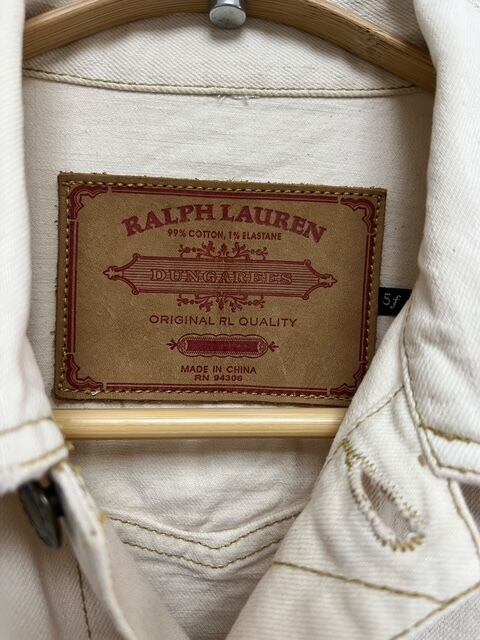 RALPH LAUREN
99% COTTON, 1% ELASTANE
DUNGAREES
ORIGINAL RL QUALITY
MADE IN CHINA
RN 94306